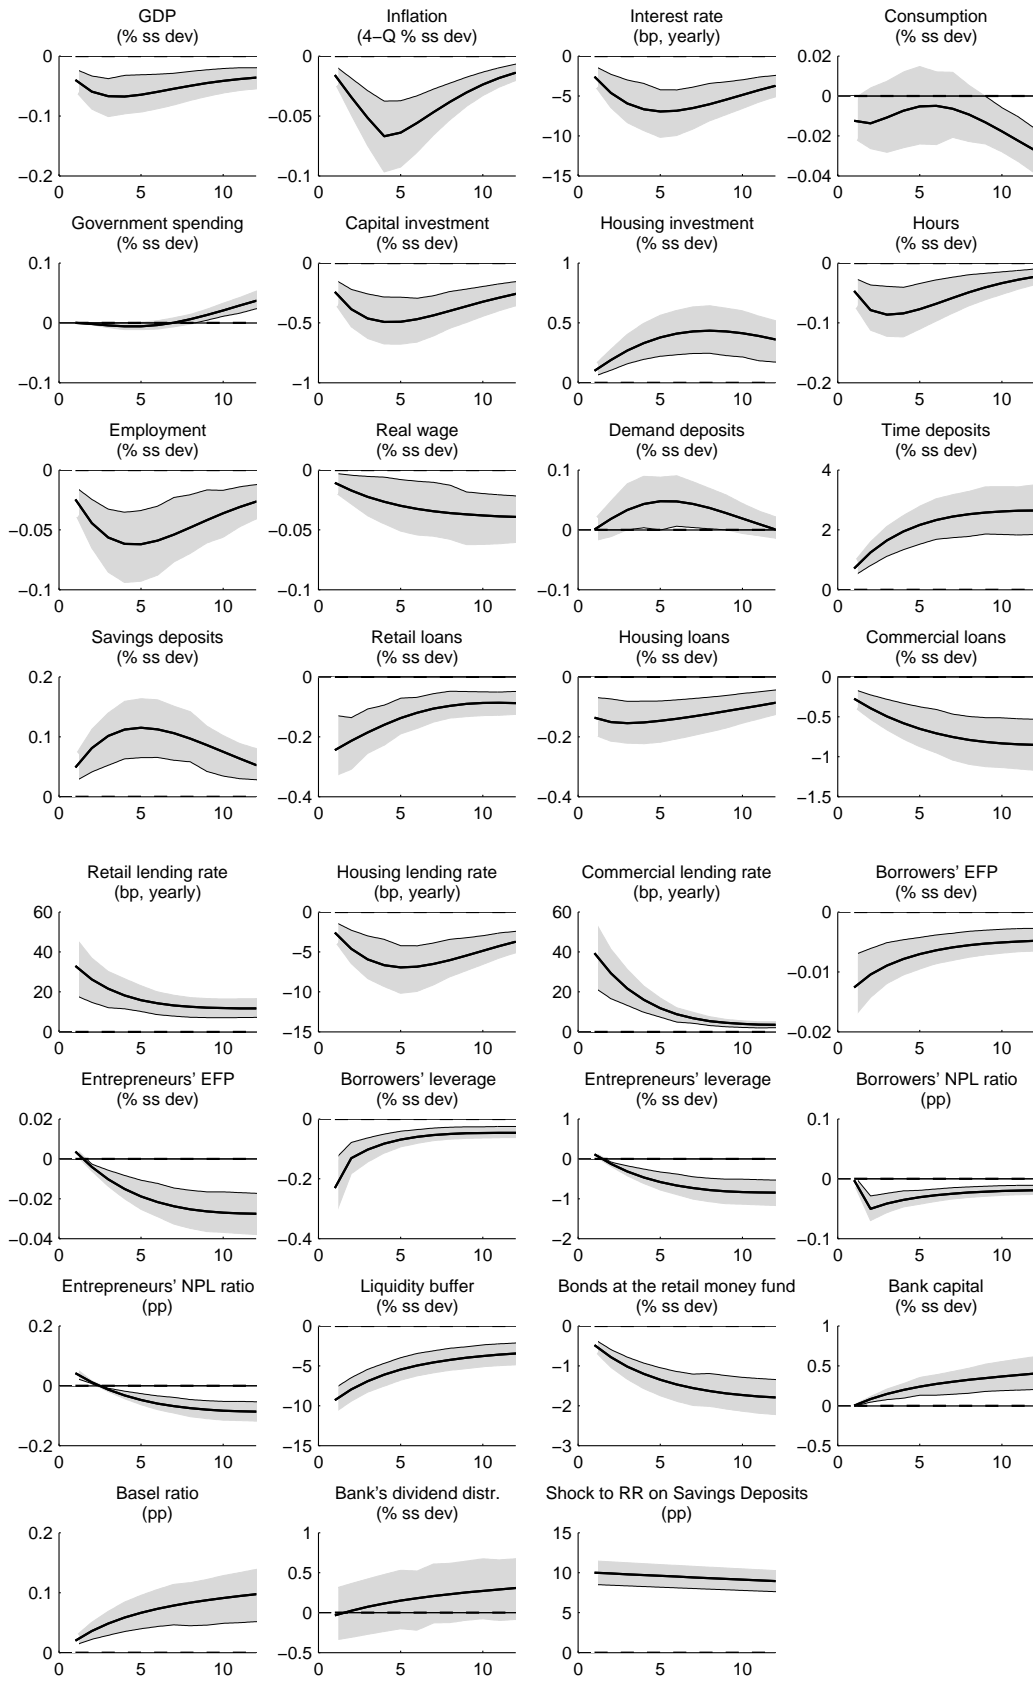 GDP
(% ss dev)
0
−0.1
−0.2
0 5 10
Inflation
(4−Q % ss dev)
0
−0.05
−0.1
0 5 10
Interest rate
(bp, yearly)
0
−5
−10
−15
0 5 10
Consumption
(% ss dev)
0.02
0
−0.02
−0.04
0 5 10
Government spending
(% ss dev)
0.1
0
−0.1
0 5 10
Capital investment
(% ss dev)
0
−0.5
−1
0 5 10
Housing investment
(% ss dev)
1
0.5
0
0 5 10
Hours
(% ss dev)
0
−0.1
−0.2
0 5 10
Employment
(% ss dev)
0
−0.05
−0.1
0 5 10
Real wage
(% ss dev)
0
−0.05
−0.1
0 5 10
Demand deposits
(% ss dev)
0.1
0
−0.1
0 5 10
Time deposits
(% ss dev)
4
2
0
0 5 10
Savings deposits
(% ss dev)
0.2
0.1
0
0 5 10
Retail loans
(% ss dev)
0
−0.2
−0.4
0 5 10
Housing loans
(% ss dev)
0
−0.2
−0.4
0 5 10
Commercial loans
(% ss dev)
0
−0.5
−1
−1.5
0 5 10
Retail lending rate
(bp, yearly)
60
40
20
0
0 5 10
Housing lending rate
(bp, yearly)
0
−5
−10
−15
0 5 10
Commercial lending rate
(bp, yearly)
60
40
20
0
0 5 10
Borrowers' EFP
(% ss dev)
0
−0.01
−0.02
0 5 10
Entrepreneurs' EFP
(% ss dev)
0.02
0
−0.02
−0.04
0 5 10
Borrowers' leverage
(% ss dev)
0
−0.2
−0.4
0 5 10
Entrepreneurs' leverage
(% ss dev)
1
0
−1
−2
0 5 10
Borrowers' NPL ratio
(pp)
0.1
0
−0.1
0 5 10
Entrepreneurs' NPL ratio
(pp)
0.2
0
−0.2
0 5 10
Liquidity buffer
(% ss dev)
0
−5
−10
−15
0 5 10
Bonds at the retail money fund
(% ss dev)
0
−1
−2
−3
0 5 10
Bank capital
(% ss dev)
1
0.5
0
−0.5
0 5 10
Basel ratio
(pp)
0.2
0.1
0
0 5 10
Bank's dividend distr.
(% ss dev)
1
0.5
0
−0.5
0 5 10
Shock to RR on Savings Deposits
(pp)
15
10
5
0
0 5 10